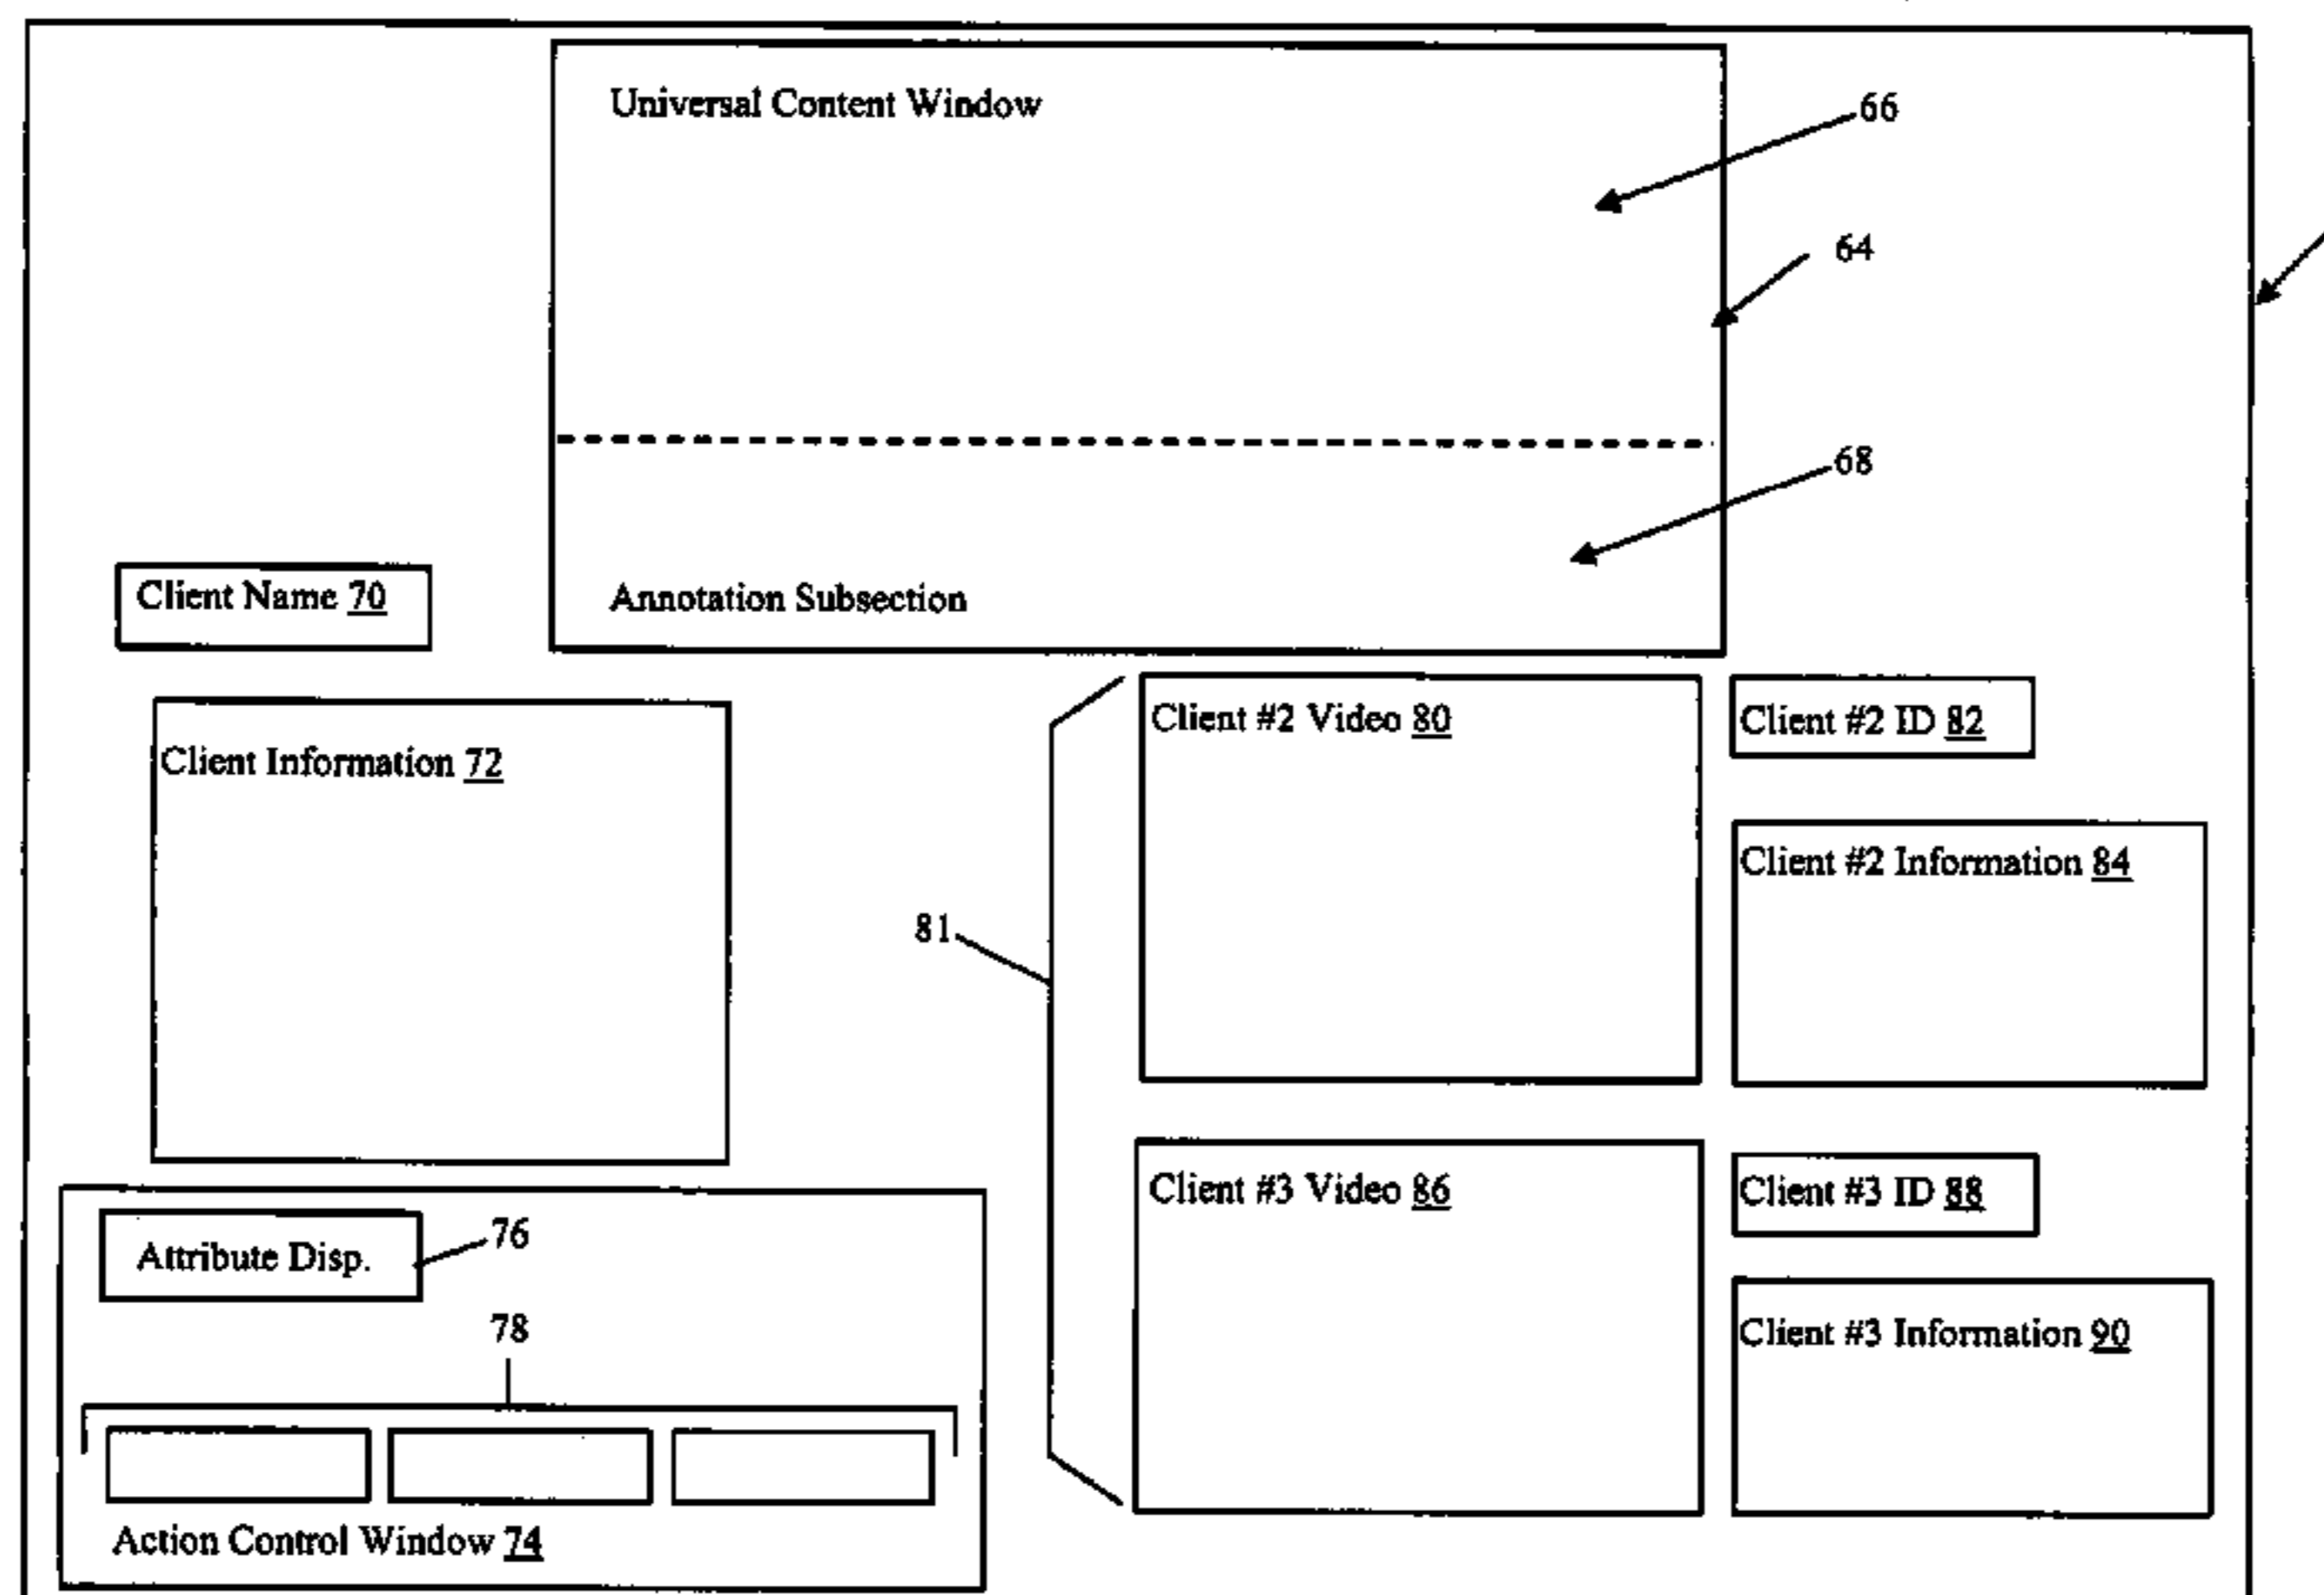 Universal Content Window
66
64
68
Client Name 70
Annotation Subsection
Client Information 72
Client #2 Video 80
Client #2 ID 82
Client #2 Information 84
81
Client #3 Video 86
Client #3 ID 88
Client #3 Information 90
Attribute Disp.
76
78
Action Control Window 74